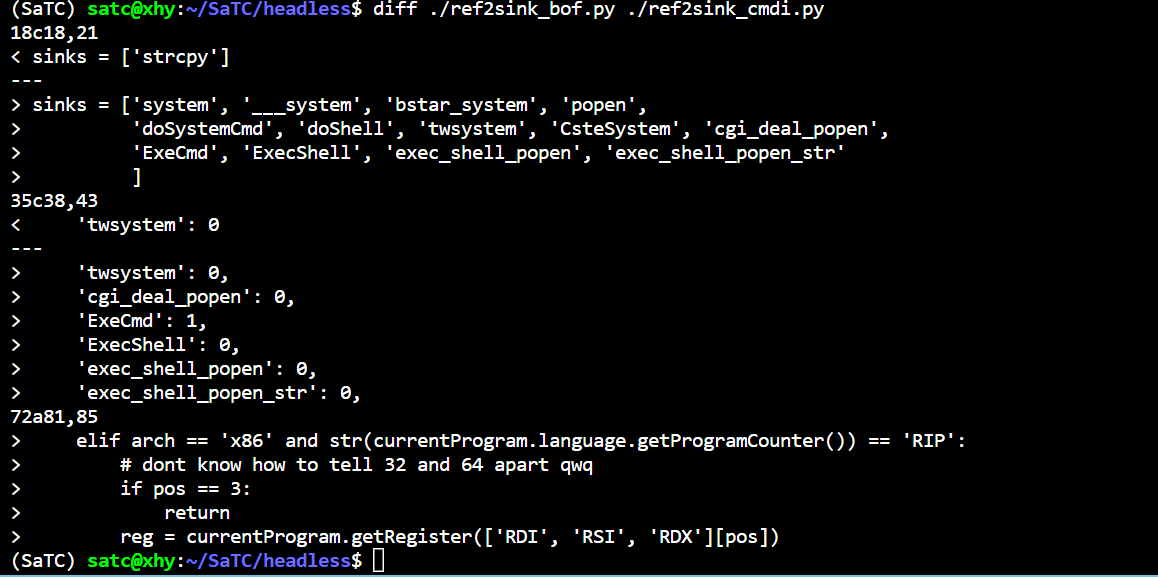 (SaTC) satc@xhy:~/SaTC/headless$ diff ./ref2sink_bof.py ./ref2sink_cmdi.py
18c18,21
< sinks = ['strcpy']
---
> sinks = ['system', '___system', 'bstar_system', 'popen',
>          'doSystemCmd', 'doShell', 'twsystem', 'CsteSystem', 'cgi_deal_popen',
>          'ExeCmd', 'ExecShell', 'exec_shell_popen', 'exec_shell_popen_str'
>          ]
35c38,43
<     'twsystem': 0
---
>     'twsystem': 0,
>     'cgi_deal_popen': 0,
>     'ExeCmd': 1,
>     'ExecShell': 0,
>     'exec_shell_popen': 0,
>     'exec_shell_popen_str': 0,
72a81,85
>     elif arch == 'x86' and str(currentProgram.language.getProgramCounter()) == 'RIP':
>         # dont know how to tell 32 and 64 apart qwq
>         if pos == 3:
>             return
>         reg = currentProgram.getRegister(['RDI', 'RSI', 'RDX'][pos])
(SaTC) satc@xhy:~/SaTC/headless$